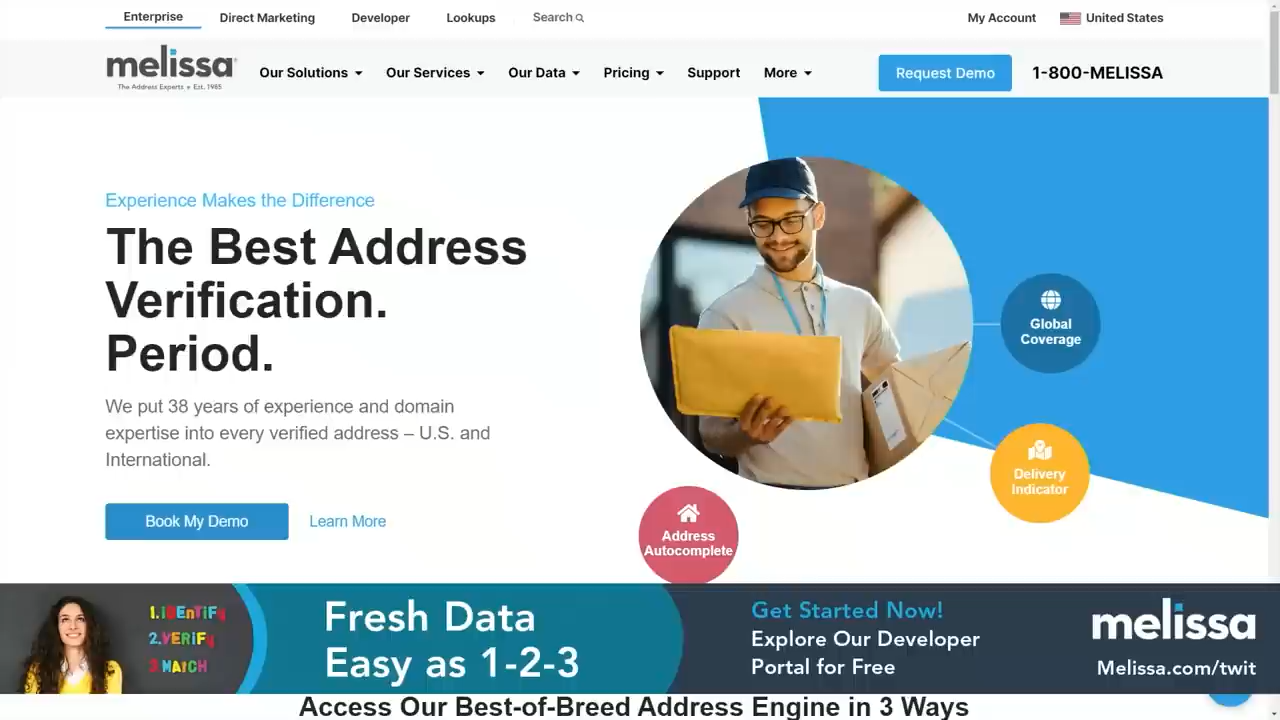 Enterprise
Direct Marketing
Developer
Lookups
Search
My Account
United States
melissa
The Address Experts • Est. 1985
Our Solutions
Our Services
Our Data
Pricing
Support
More
Request Demo
1-800-MELISSA
Experience Makes the Difference
The Best Address
Verification.
Period.
We put 38 years of experience and domain
expertise into every verified address – U.S. and
International.
Book My Demo
Learn More
Global
Coverage
Delivery
Indicator
Address
Autocomplete
1.iDEnTiFy
2.VERiFy
3 MATCH
Fresh Data
Easy as 1-2-3
Get Started Now!
Explore Our Developer
Portal for Free
melissa
Melissa.com/twit
Access Our Best-of-Breed Address Engine in 3 Ways